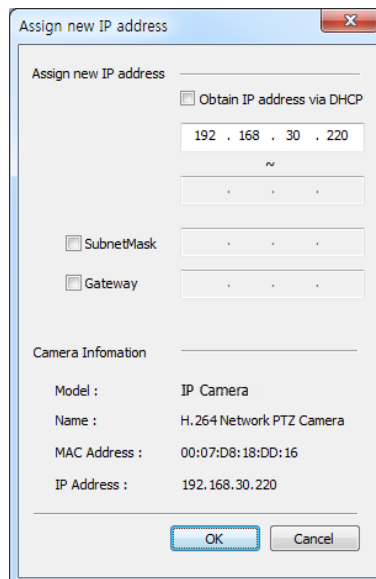 Assign new IP address
Assign new IP address
Obtain IP address via DHCP
192 . 168 . 30 . 220
~
. . .
SubnetMask . . .
Gateway . . .
Camera Infomation
Model : IP Camera
Name : H.264 Network PTZ Camera
MAC Address : 00:07:D8:18:DD:16
IP Address : 192.168.30.220
OK Cancel